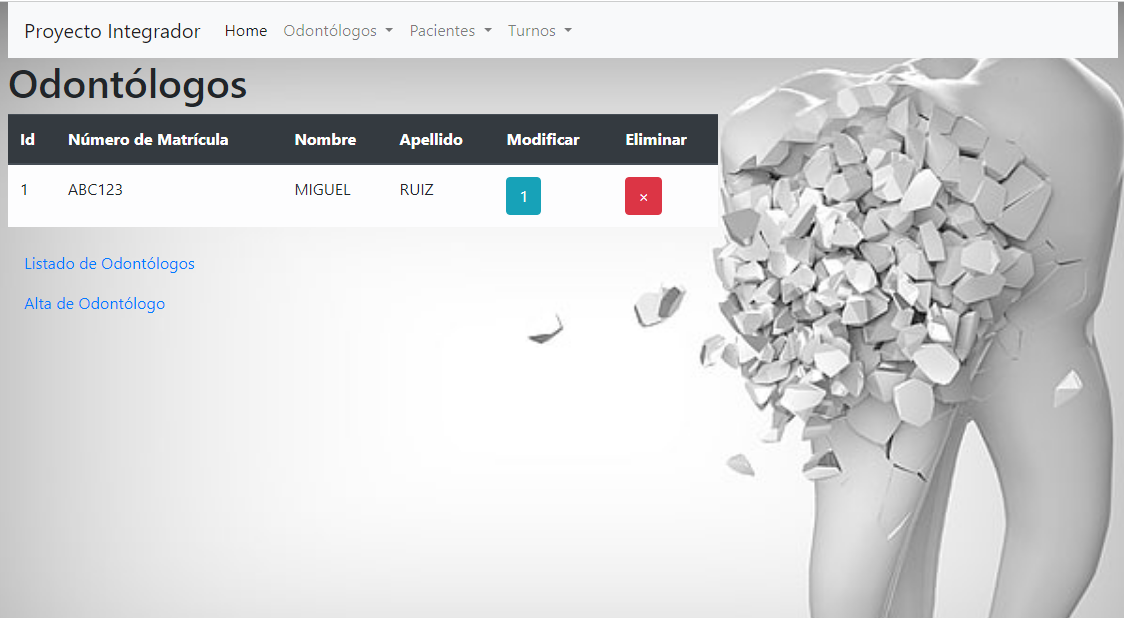 Proyecto Integrador Home Odontólogos Pacientes Turnos
Odontólogos
Id Número de Matrícula Nombre Apellido Modificar Eliminar
1 ABC123 MIGUEL RUIZ 1 ×
Listado de Odontólogos
Alta de Odontólogo